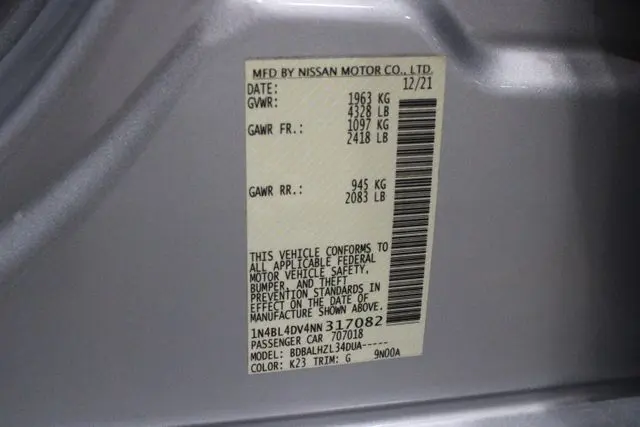 MFD BY NISSAN MOTOR CO., LTD.
DATE: 12/21
GVWR: 1963 KG
4328 LB
GAWR FR.: 1097 KG
2418 LB
GAWR RR.: 945 KG
2083 LB
THIS VEHICLE CONFORMS TO
ALL APPLICABLE FEDERAL
MOTOR VEHICLE SAFETY,
BUMPER, AND THEFT
PREVENTION STANDARDS IN
EFFECT ON THE DATE OF
MANUFACTURE SHOWN ABOVE.
1N4BL4DV4NN317082
PASSENGER CAR 707018
MODEL: BDBALHZL34DUA-----
COLOR: K23 TRIM: G 9N00A